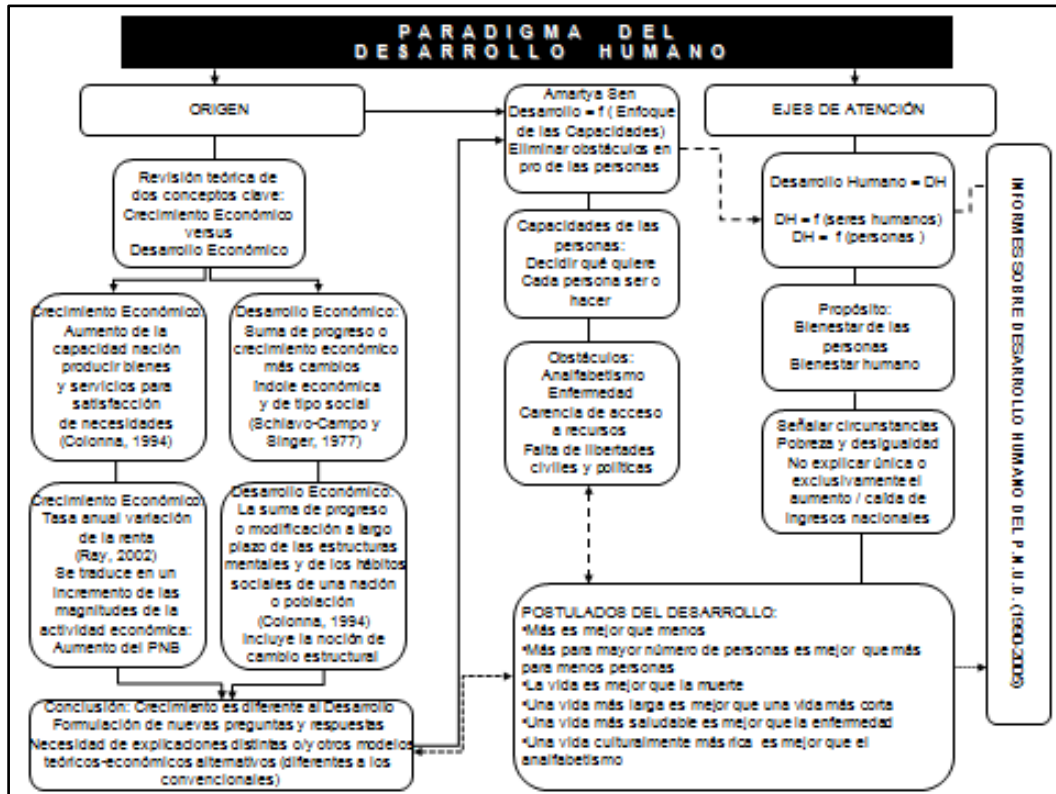 PARADIGMA DEL
DESARROLLO HUMANO
ORIGEN
Revisión teórica de
dos conceptos clave:
Crecimiento Económico
versus
Desarrollo Económico
Crecimiento Económico:
Aumento de la
capacidad nación
producir bienes
y servicios para
satisfacción
de necesidades
(Colonna, 1994)
Desarrollo Económico:
Suma de progreso o
crecimiento económico
más cambios
índole económica
y de tipo social
(Schiavo-Campo y
Singer, 1977)
Crecimiento Económico:
Tasa anual variación
de la renta
(Ray, 2002)
Se traduce en un
incremento de las
magnitudes de la
actividad económica:
Aumento del PNB
Desarrollo Económico:
La suma de progreso
o modificación a largo
plazo de las estructuras
mentales y de los hábitos
sociales de una nación
o población
(Colonna, 1994)
Incluye la noción de
cambio estructural
Conclusión: Crecimiento es diferente al Desarrollo
Formulación de nuevas preguntas y respuestas
Necesidad de explicaciones distintas o/y otros modelos
teóricos-económicos alternativos (diferentes a los
convencionales)
Amartya Sen
Desarrollo = f ( Enfoque
de las Capacidades)
Eliminar obstáculos en
pro de las personas
Capacidades de las
personas:
Decidir qué quiere
Cada persona ser o
hacer
Obstáculos:
Analfabetismo
Enfermedad
Carencia de acceso
a recursos
Falta de libertades
civiles y políticas
EJES DE ATENCIÓN
Desarrollo Humano = DH
DH = f (seres humanos)
DH = f (personas )
Propósito:
Bienestar de las
personas
Bienestar humano
Señalar circunstancias
Pobreza y desigualdad
No explicar única o
exclusivamente el
aumento / caída de
ingresos nacionales
POSTULADOS DEL DESARROLLO:
•Más es mejor que menos
•Más para mayor número de personas es mejor que más
para menos personas
•La vida es mejor que la muerte
•Una vida más larga es mejor que una vida más corta
•Una vida más saludable es mejor que la enfermedad
•Una vida culturalmente más rica es mejor que el
analfabetismo
INFORMES SOBRE DESARROLLO HUMANO DEL P.N.U.D.